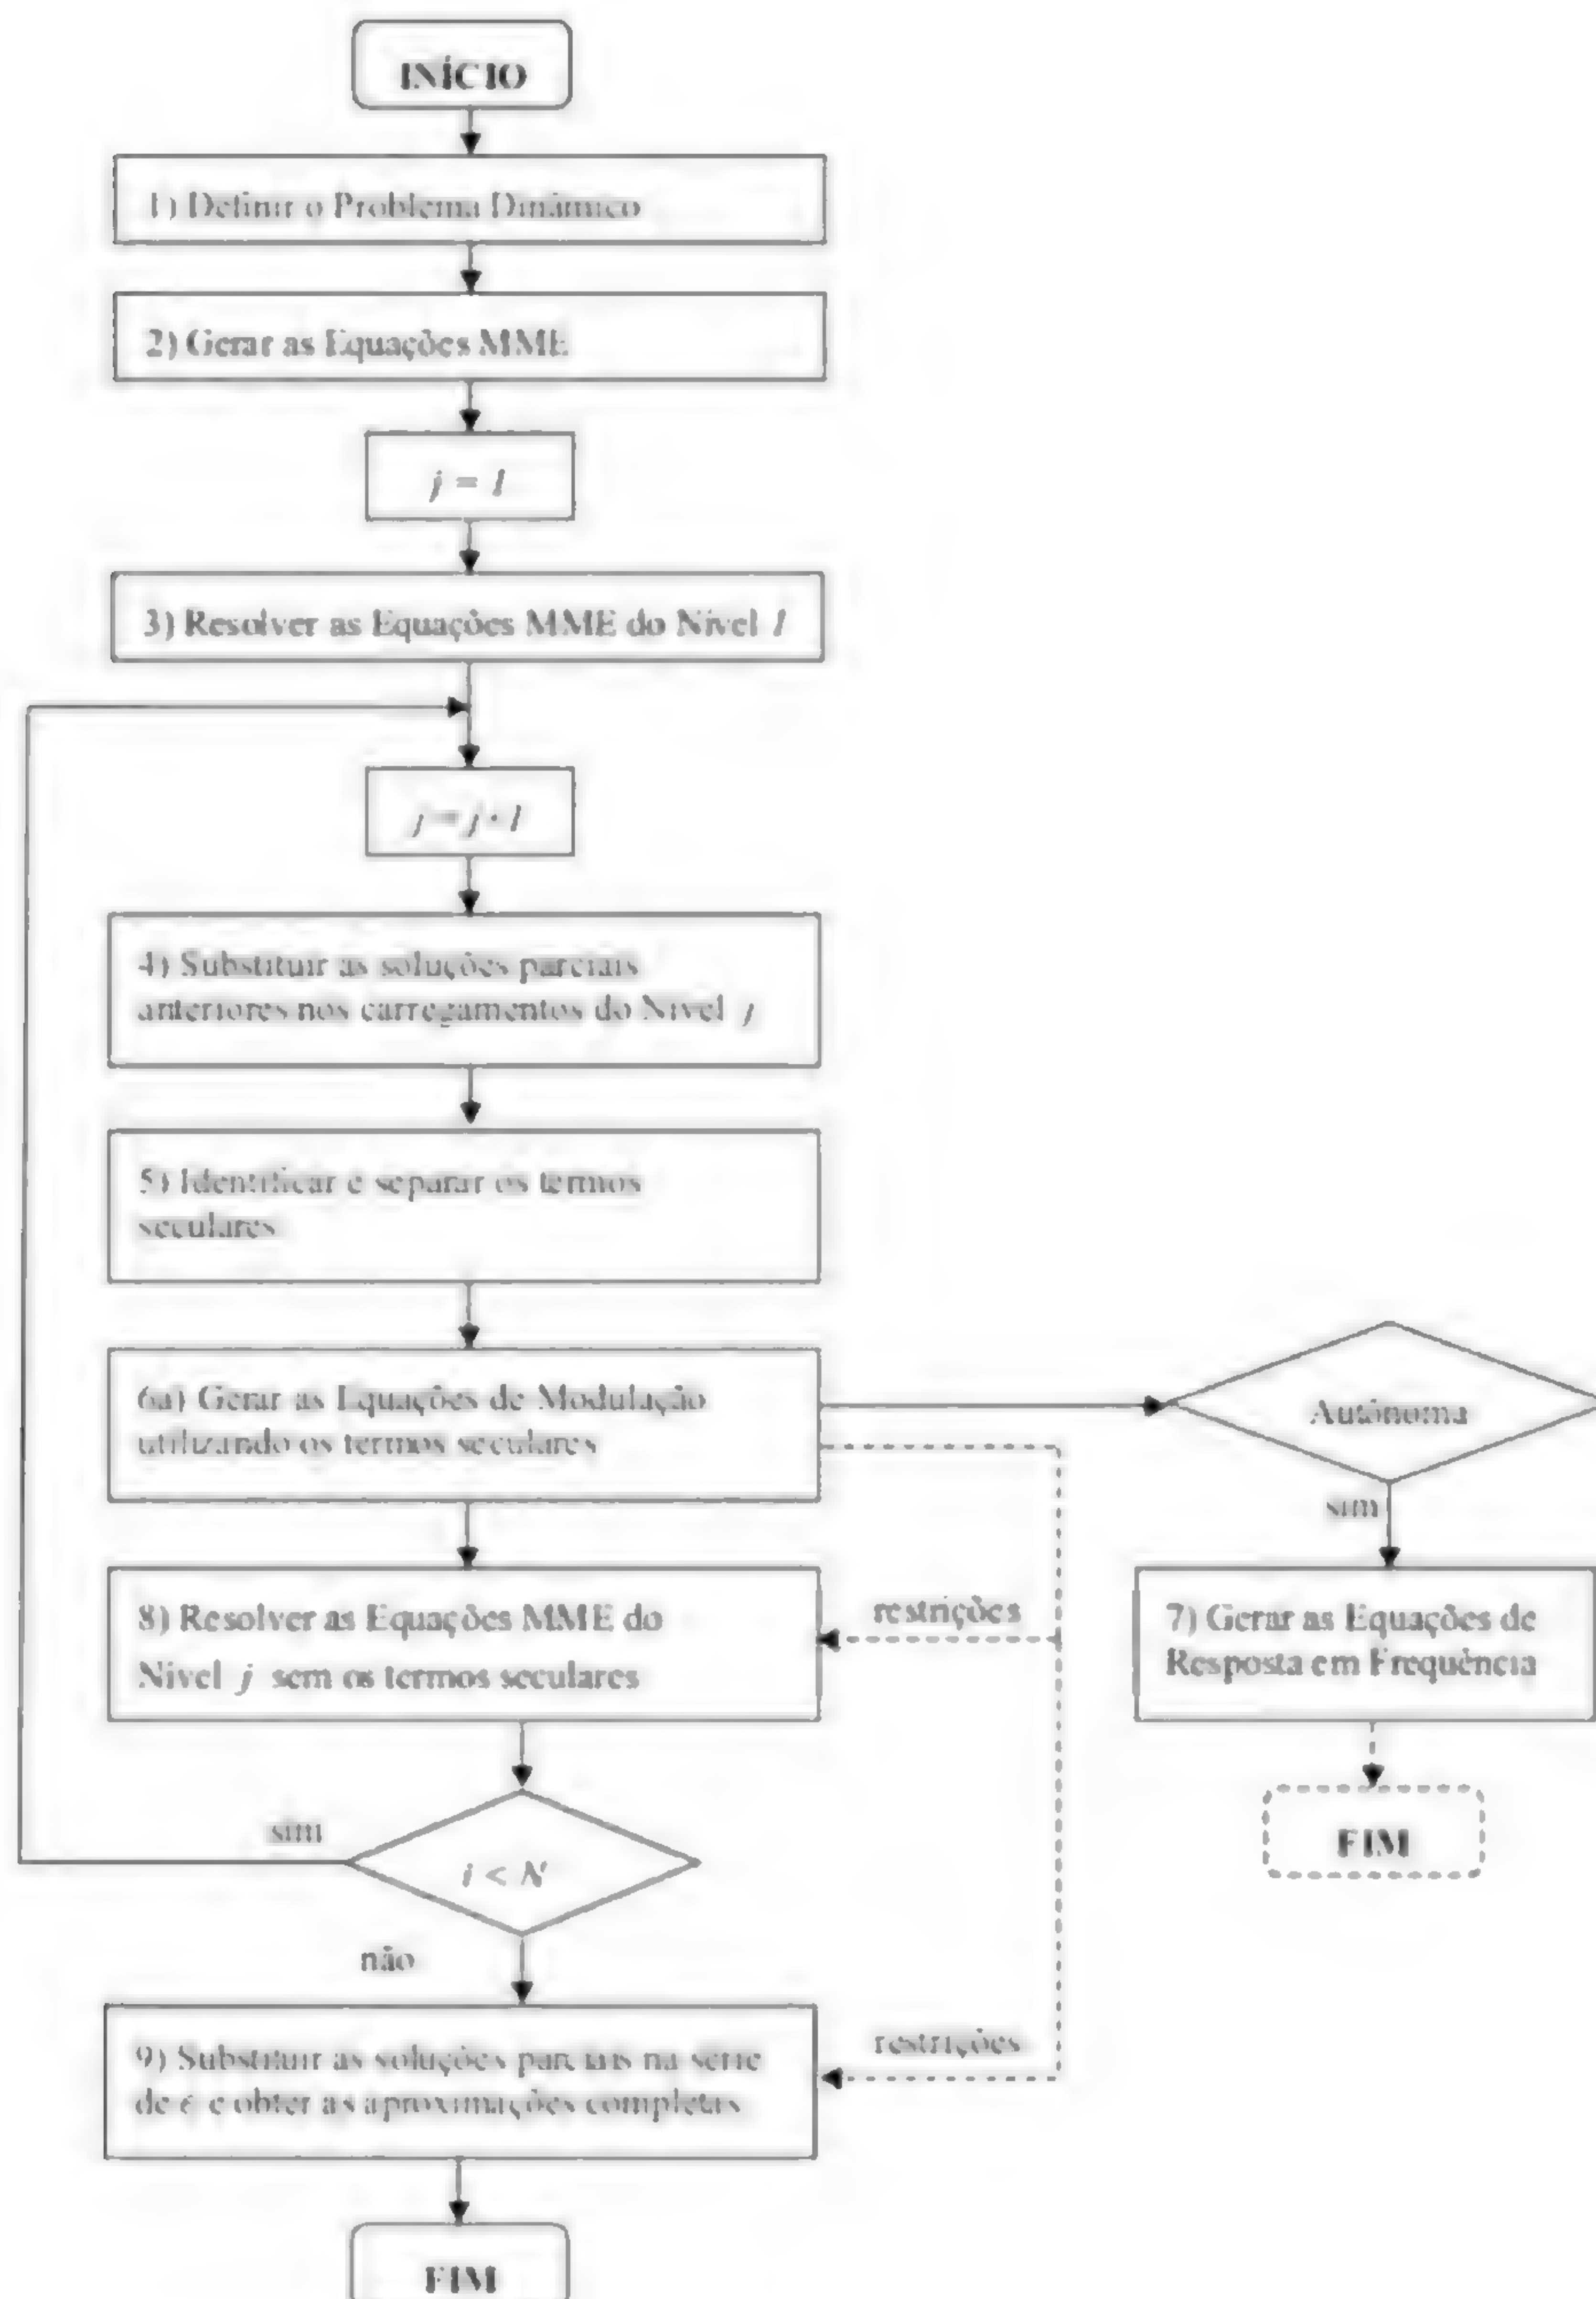 INÍCIO
1) Definir o Problema Dinâmico
2) Gerar as Equações MME
j = 1
3) Resolver as Equações MME do Nível 1
j = j + 1
4) Substituir as soluções parciais
anteriores nos carregamentos do Nível j
5) Identificar e separar os termos
seculares
6a) Gerar as Equações de Modulação
utilizando os termos seculares
Autônoma
sim
8) Resolver as Equações MME do
Nível j sem os termos seculares
restrições
7) Gerar as Equações de
Resposta em Frequência
FIM
sim
i < N
não
9) Substituir as soluções parciais na série
de ε e obter as aproximações completas
restrições
FIM